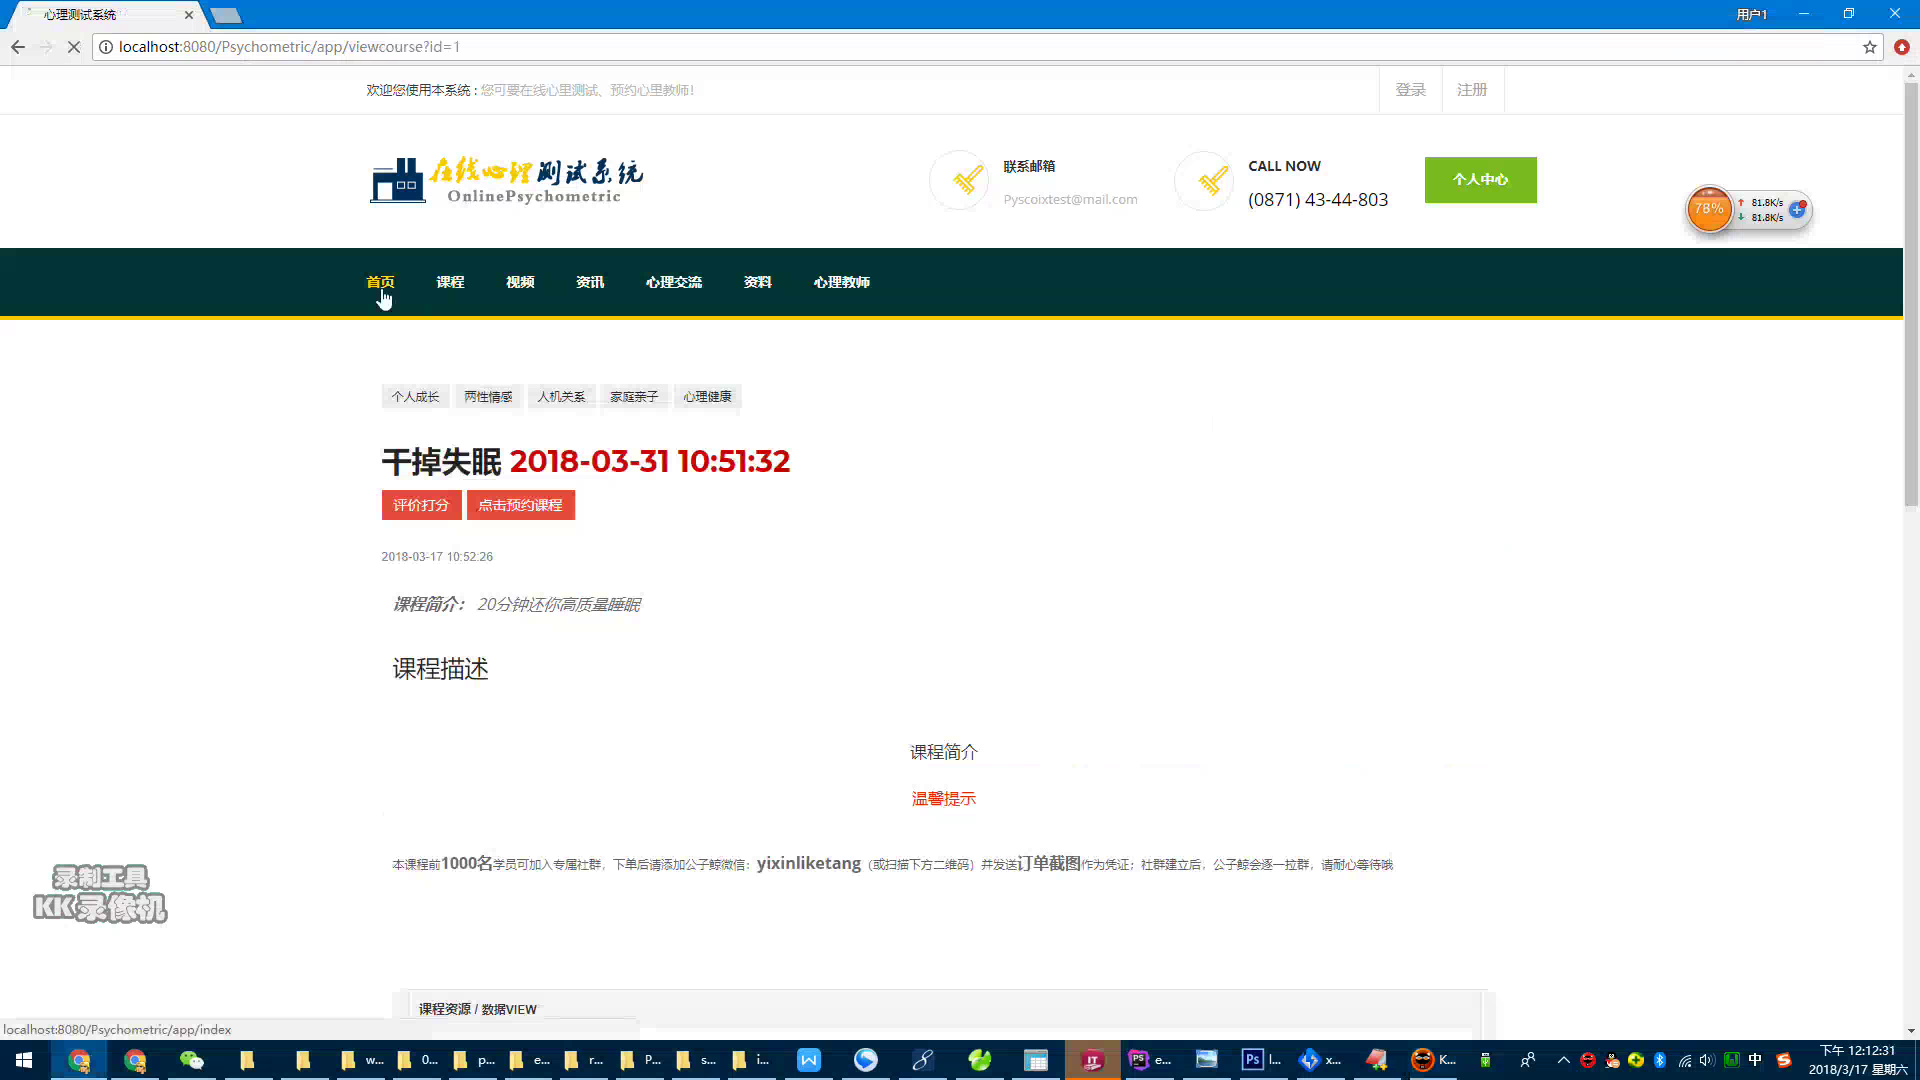 心理测试系统
用户1
localhost:8080/Psychometric/app/viewcourse?id=1
欢迎您使用本系统 : 您可要在线心里测试、预约心里教师!
登录
注册
在线心理测试系统
OnlinePsychometric
联系邮箱
Pyscoixtest@mail.com
CALL NOW
(0871) 43-44-803
个人中心
78%
81.8K/s
81.8K/s
首页
课程
视频
资讯
心理交流
资料
心理教师
个人成长
两性情感
人机关系
家庭亲子
心理健康
干掉失眠 2018-03-31 10:51:32
评价打分
点击预约课程
2018-03-17 10:52:26
课程简介： 20分钟还你高质量睡眠
课程描述
课程简介
温馨提示
本课程前1000名学员可加入专属社群，下单后请添加公子鲸微信：yixinliketang（或扫描下方二维码）并发送订单截图作为凭证；社群建立后，公子鲸会逐一拉群，请耐心等待哦
录制工具
KK录像机
课程资源 / 数据VIEW
localhost:8080/Psychometric/app/index
w...
0...
p...
e...
r...
P...
s...
i...
e...
l...
x...
K...
中
下午 12:12:31
2018/3/17 星期六